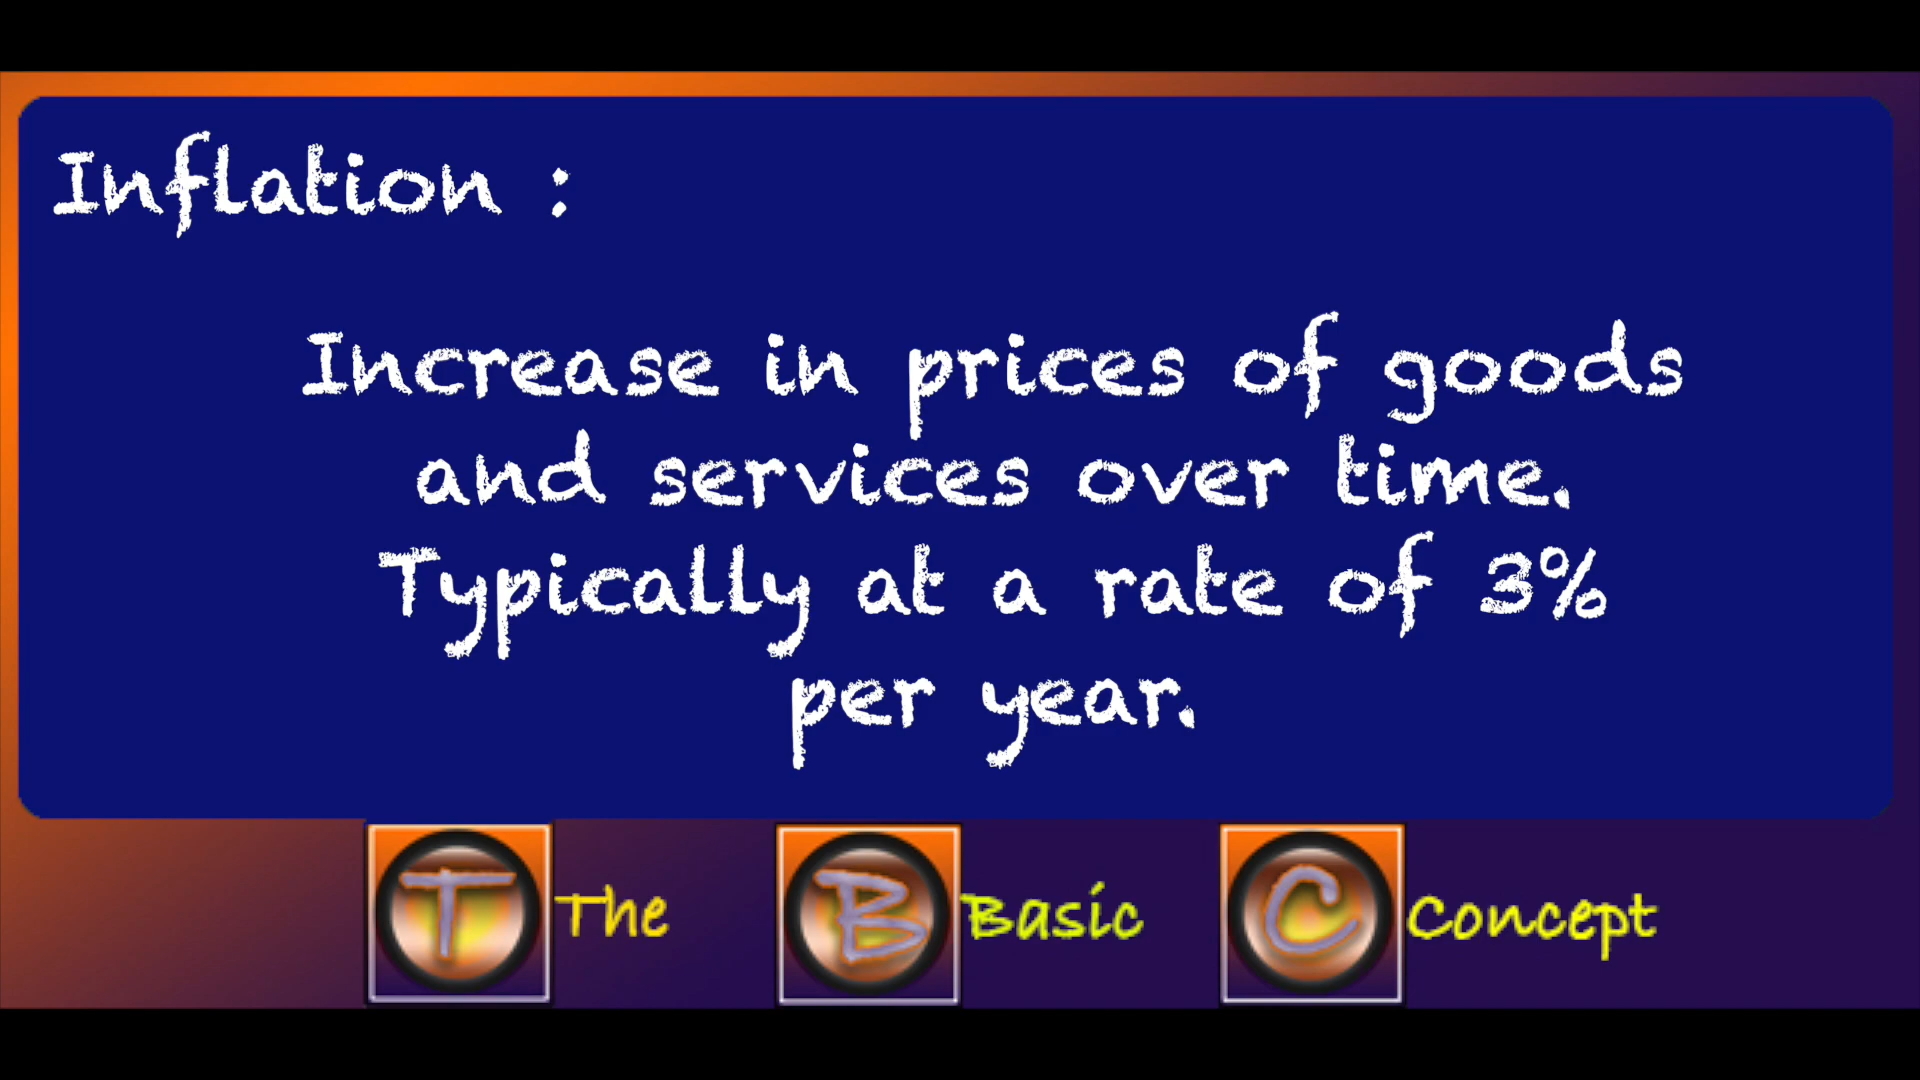 Inflation :
Increase in prices of goods
and services over time.
Typically at a rate of 3%
per year.
T The B Basic C Concept